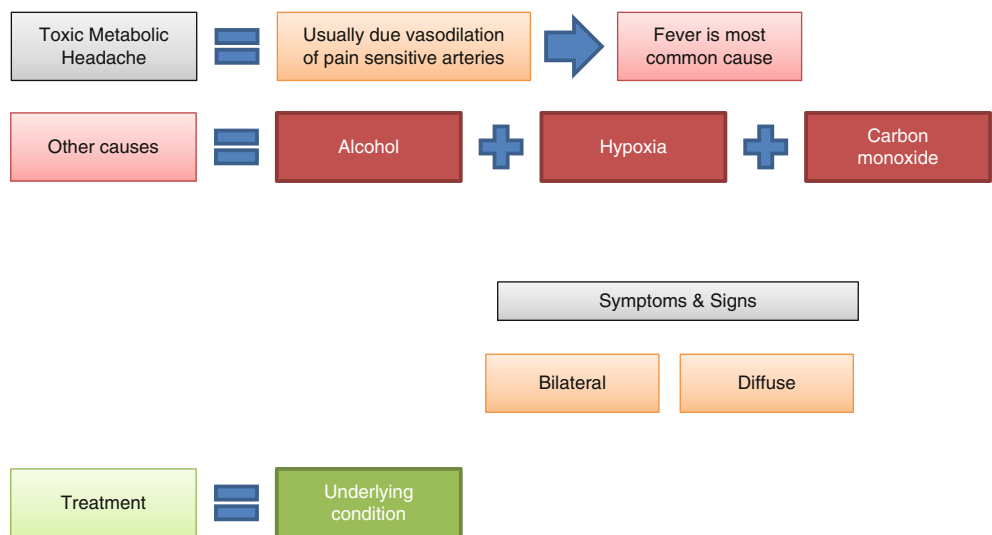 Toxic Metabolic
Headache
Usually due vasodilation
of pain sensitive arteries
Fever is most
common cause
Other causes
Alcohol
Hypoxia
Carbon
monoxide
Symptoms & Signs
Bilateral
Diffuse
Treatment
Underlying
condition